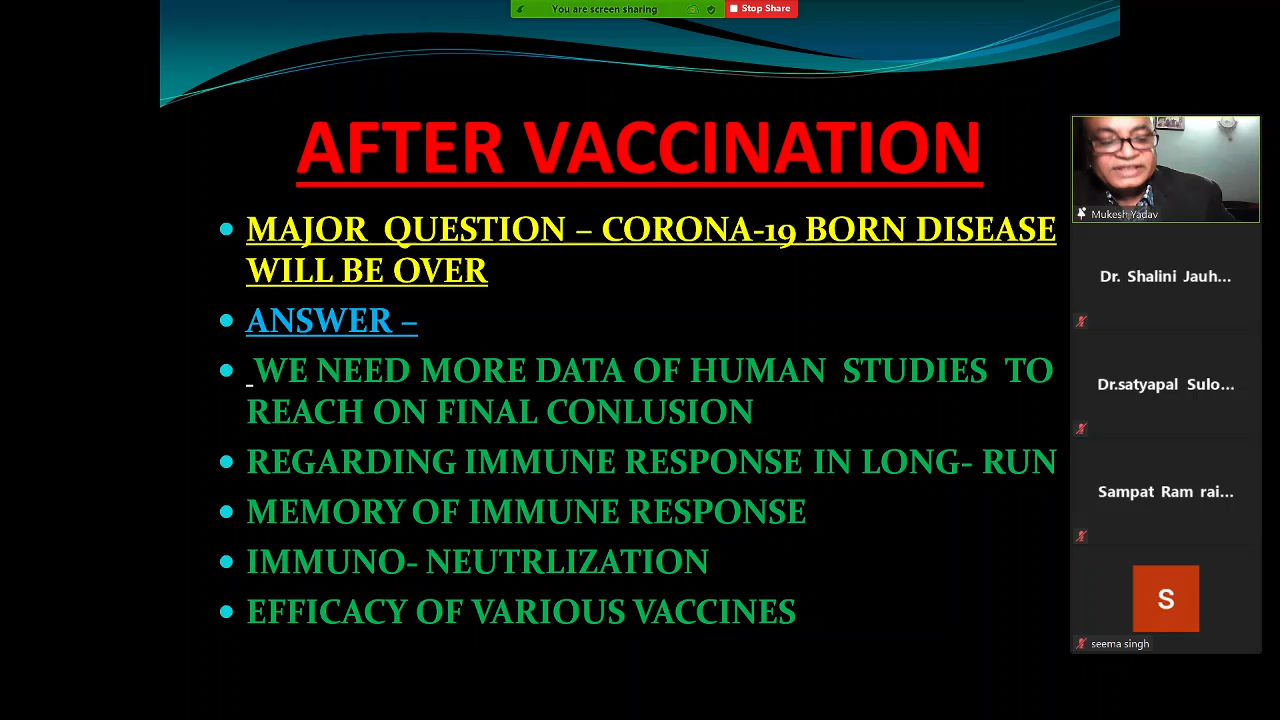 You are screen sharing
Stop Share
AFTER VACCINATION
MAJOR QUESTION – CORONA-19 BORN DISEASE
WILL BE OVER
ANSWER –
WE NEED MORE DATA OF HUMAN STUDIES TO
REACH ON FINAL CONLUSION
REGARDING IMMUNE RESPONSE IN LONG- RUN
MEMORY OF IMMUNE RESPONSE
IMMUNO- NEUTRLIZATION
EFFICACY OF VARIOUS VACCINES
Mukesh Yadav
Dr. Shalini Jauh...
Dr.satyapal Sulo...
Sampat Ram rai...
S
seema singh